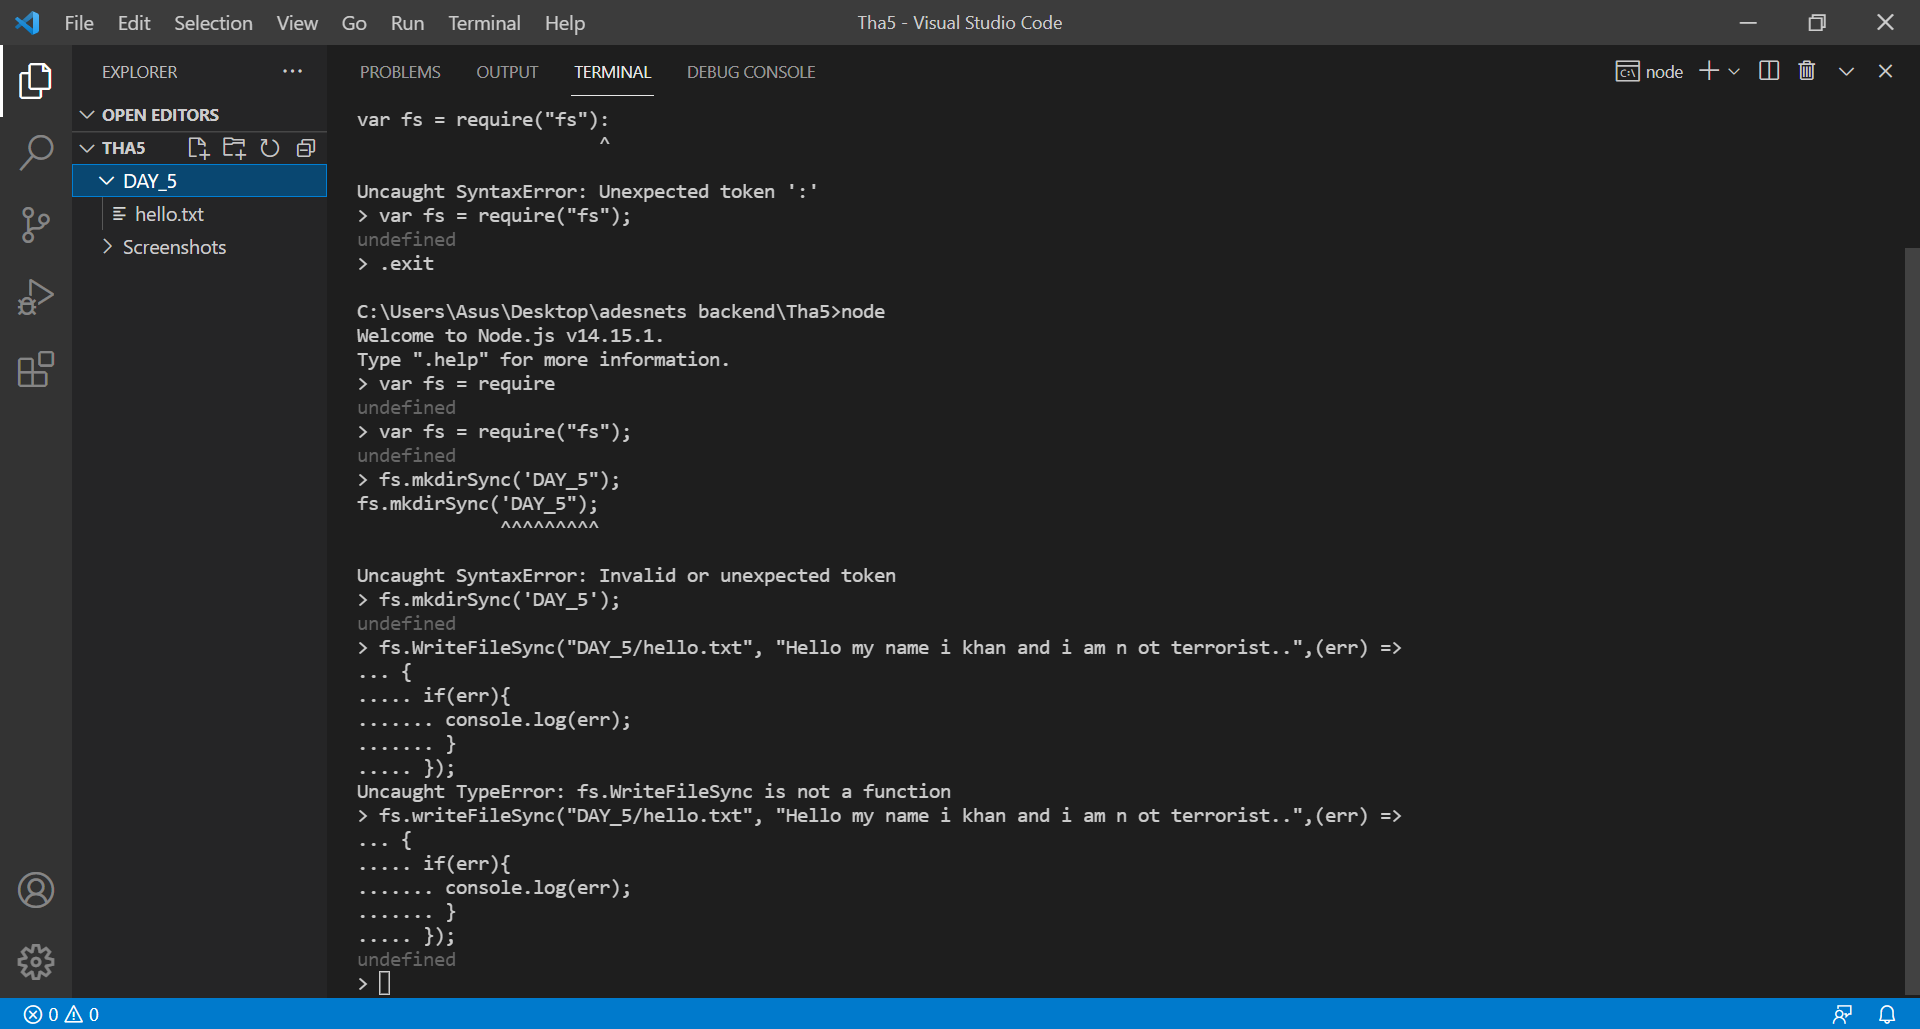 File Edit Selection View Go Run Terminal Help
Tha5 - Visual Studio Code
EXPLORER
OPEN EDITORS
THA5
DAY_5
hello.txt
Screenshots
PROBLEMS OUTPUT TERMINAL DEBUG CONSOLE
node
var fs = require("fs"):
^
Uncaught SyntaxError: Unexpected token ':'
> var fs = require("fs");
undefined
> .exit
C:\Users\Asus\Desktop\adesnets backend\Tha5>node
Welcome to Node.js v14.15.1.
Type ".help" for more information.
> var fs = require
undefined
> var fs = require("fs");
undefined
> fs.mkdirSync('DAY_5");
fs.mkdirSync('DAY_5");
^^^^^^^^^
Uncaught SyntaxError: Invalid or unexpected token
> fs.mkdirSync('DAY_5');
undefined
> fs.WriteFileSync("DAY_5/hello.txt", "Hello my name i khan and i am n ot terrorist..",(err) =>
... {
..... if(err){
....... console.log(err);
....... }
..... });
Uncaught TypeError: fs.WriteFileSync is not a function
> fs.writeFileSync("DAY_5/hello.txt", "Hello my name i khan and i am n ot terrorist..",(err) =>
... {
..... if(err){
....... console.log(err);
....... }
..... });
undefined
>
0 0